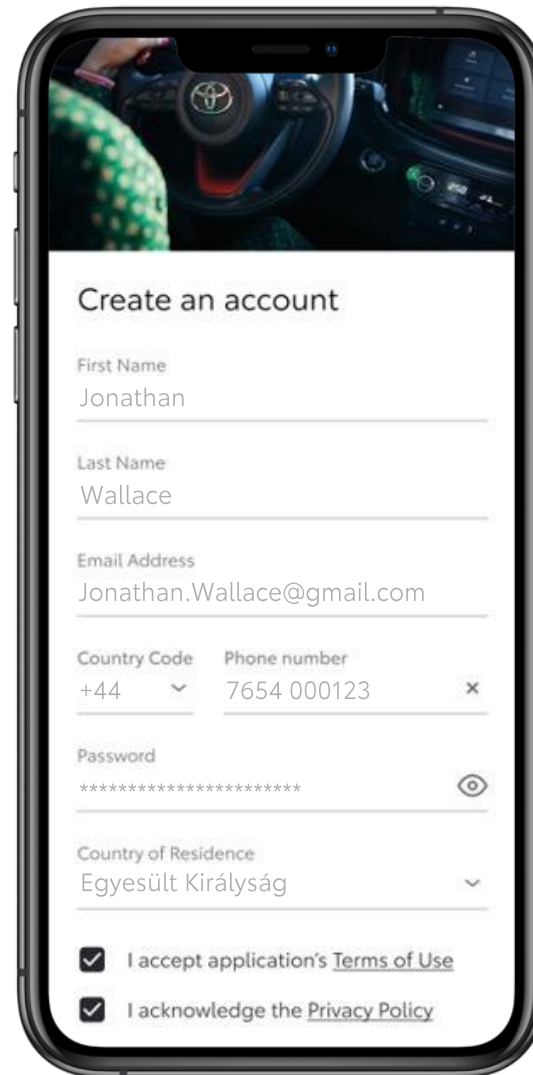 Create an account
First Name
Jonathan
Last Name
Wallace
Email Address
Jonathan.Wallace@gmail.com
Country Code Phone number
+44 7654 000123
Password
***********************
Country of Residence
Egyesült Királyság
I accept application's Terms of Use
I acknowledge the Privacy Policy